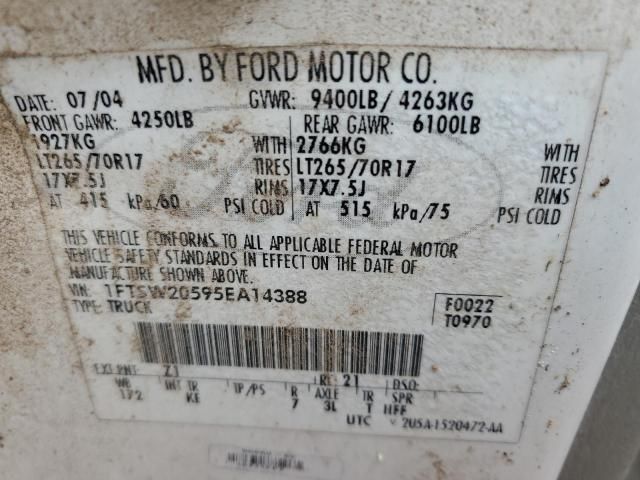 MFD. BY FORD MOTOR CO.
DATE: 07/04 GVWR: 9400LB/ 4263KG
FRONT GAWR: 4250LB REAR GAWR: 6100LB
1927KG WITH 2766KG WITH
LT265/70R17 TIRES LT265/70R17 TIRES
17X7.5J RIMS 17X7.5J RIMS
AT 415 kPa/60 PSI COLD AT 515 kPa/75 PSI COLD
THIS VEHICLE CONFORMS TO ALL APPLICABLE FEDERAL MOTOR
VEHICLE SAFETY STANDARDS IN EFFECT ON THE DATE OF
MANUFACTURE SHOWN ABOVE.
VIN: 1FTSW20595EA14388 F0022
TYPE: TRUCK T0970
EXT PNT: Z1 RC: 21 DSO:
WB INT TR TP/PS R AXLE TR SPR
172 KE 7 3L T HFF
UTC 2U5A-1520472-AA